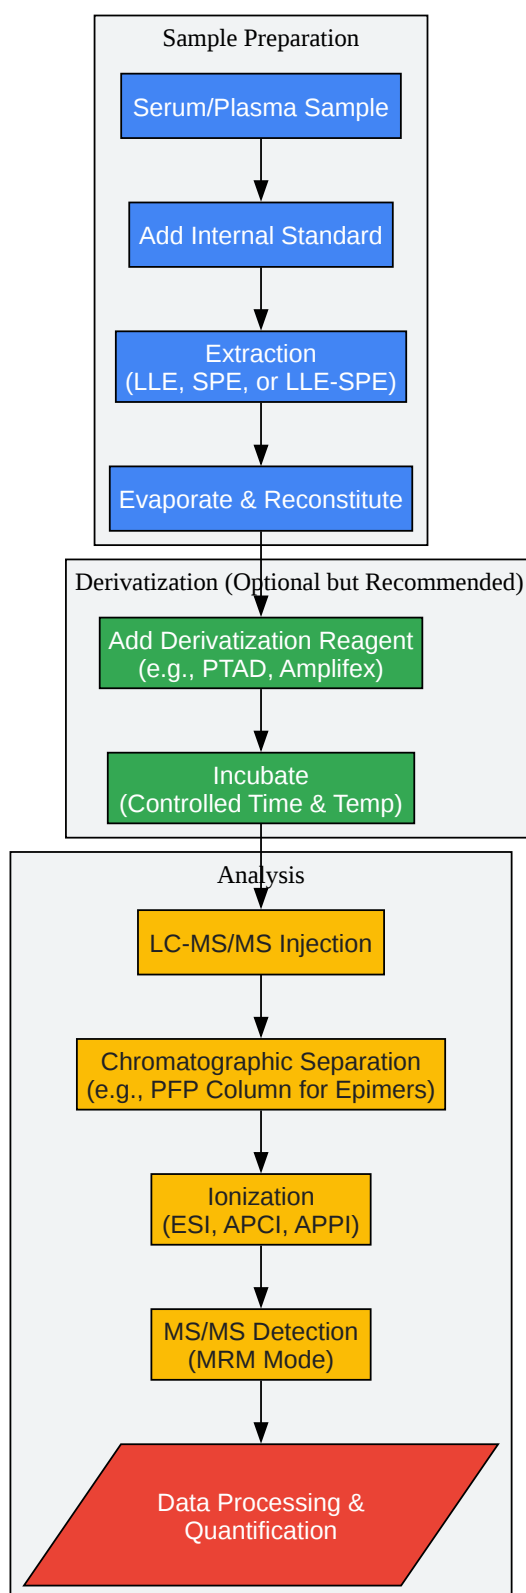 Sample Preparation
Serum/Plasma Sample
Add Internal Standard
Extraction
(LLE, SPE, or LLE-SPE)
Evaporate & Reconstitute
Derivatization (Optional but Recommended)
Add Derivatization Reagent
(e.g., PTAD, Amplifex)
Incubate
(Controlled Time & Temp)
Analysis
LC-MS/MS Injection
Chromatographic Separation
(e.g., PFP Column for Epimers)
Ionization
(ESI, APCI, APPI)
MS/MS Detection
(MRM Mode)
Data Processing &
Quantification